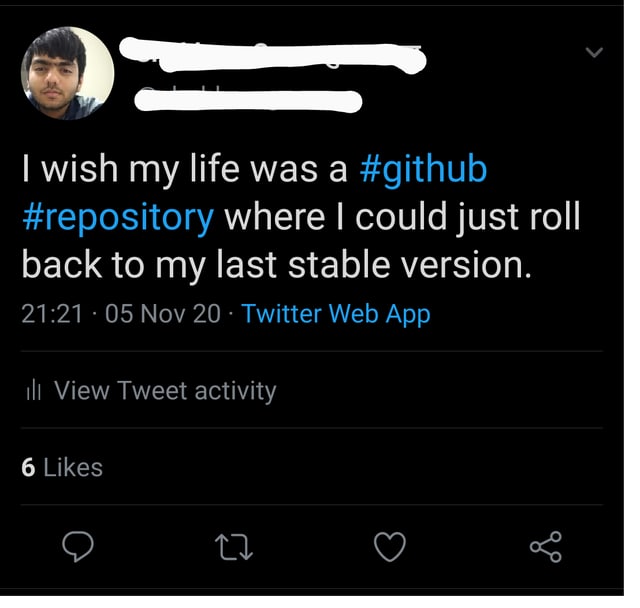 I wish my life was a #github
#repository where I could just roll
back to my last stable version.
21:21 · 05 Nov 20 · Twitter Web App
View Tweet activity
6 Likes